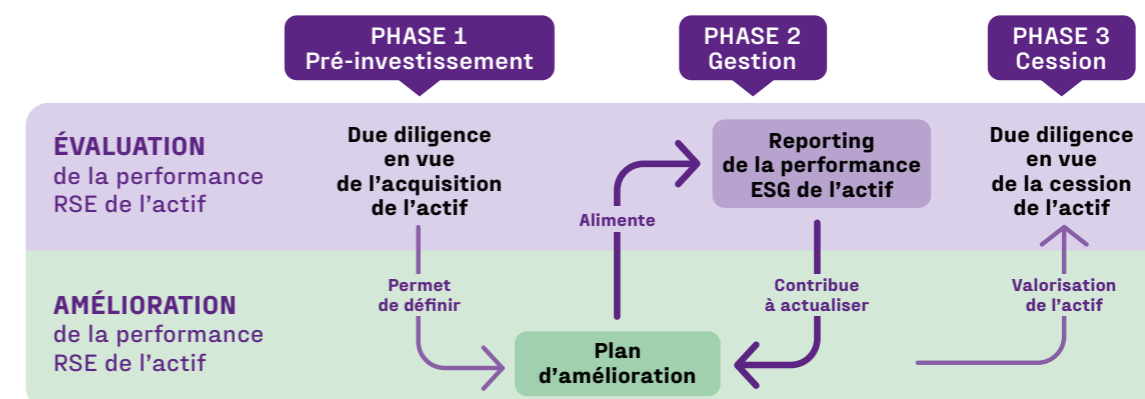 PHASE 1
Pré-investissement
PHASE 2
Gestion
PHASE 3
Cession
ÉVALUATION
de la performance
RSE de l’actif
Due diligence
en vue
de l’acquisition
de l’actif
Alimente
Reporting
de la performance
ESG de l’actif
Due diligence
en vue
de la cession
de l’actif
AMÉLIORATION
de la performance
RSE de l’actif
Permet
de définir
Plan
d’amélioration
Contribue
à actualiser
Valorisation
de l’actif